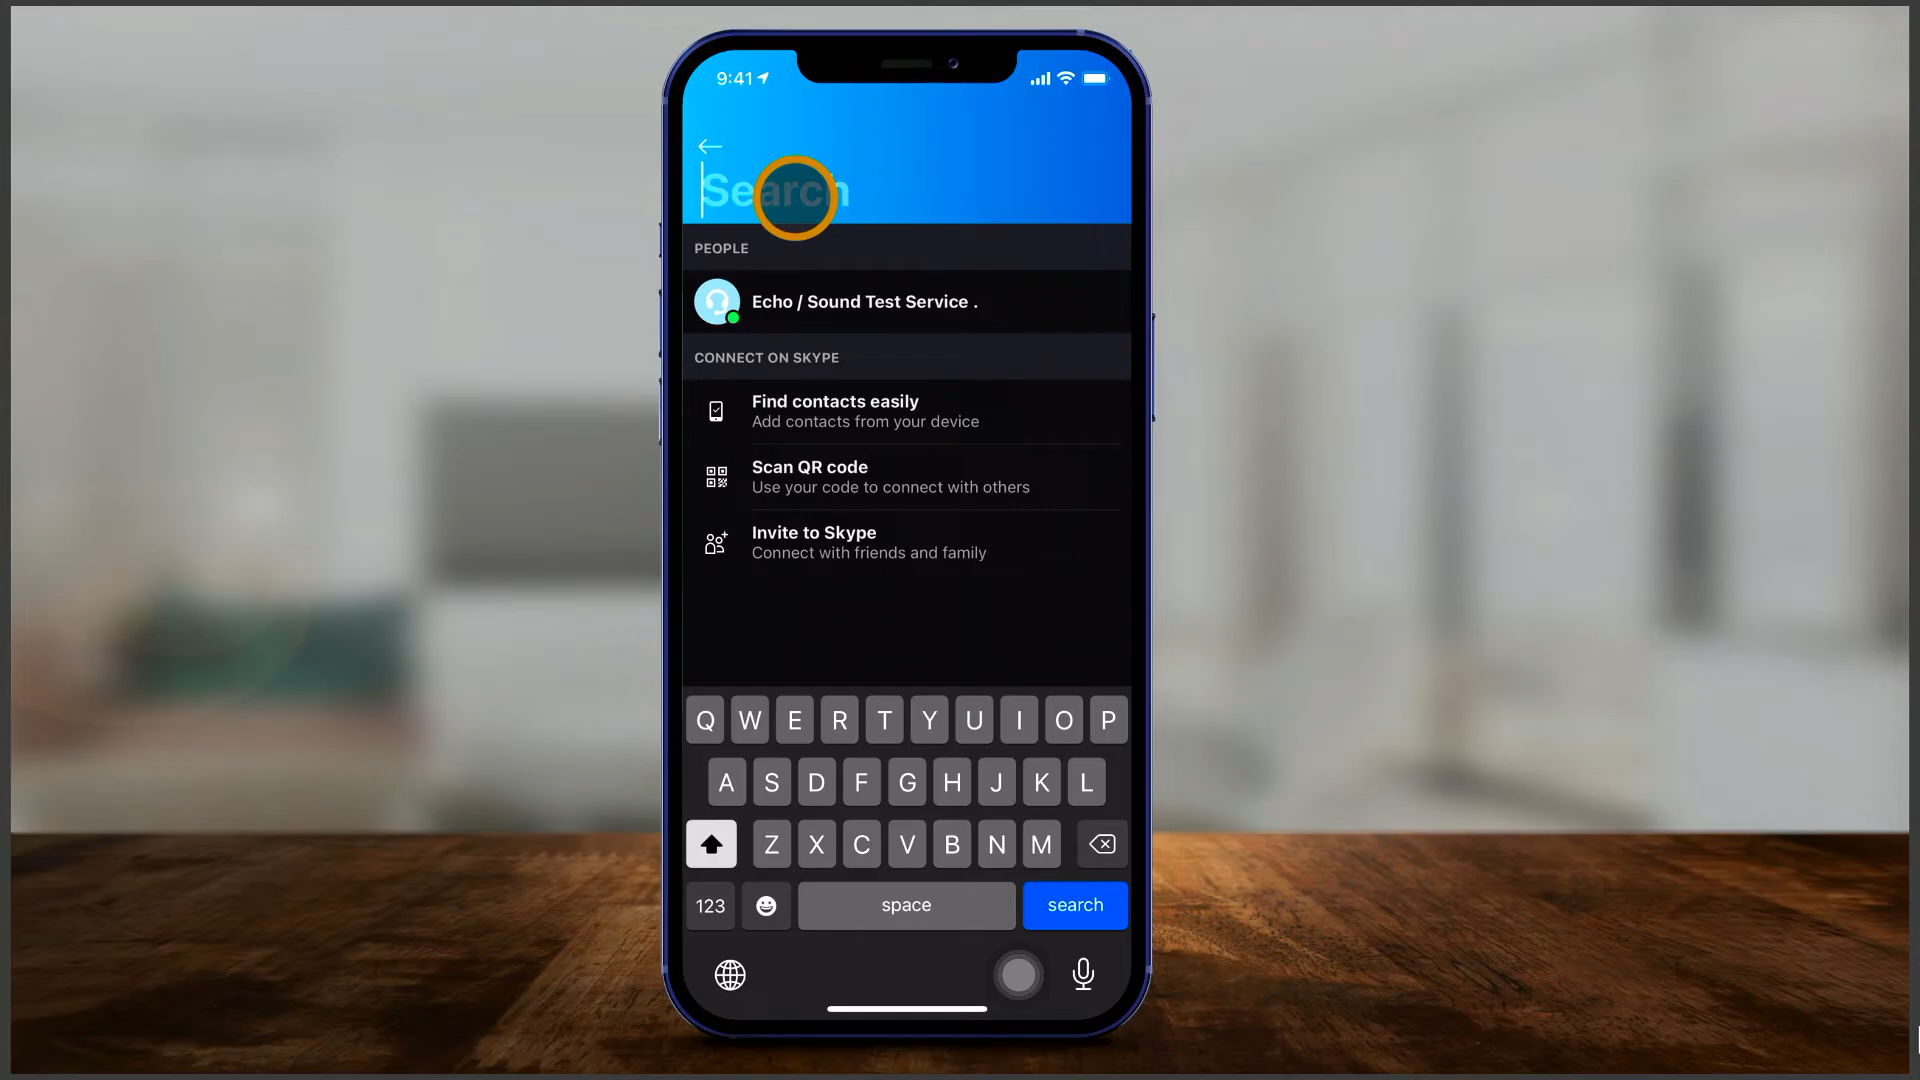 9:41
Search
PEOPLE
Echo / Sound Test Service .
CONNECT ON SKYPE
Find contacts easily
Add contacts from your device
Scan QR code
Use your code to connect with others
Invite to Skype
Connect with friends and family
Q W E R T Y U I O P
A S D F G H J K L
Z X C V B N M
123 space search